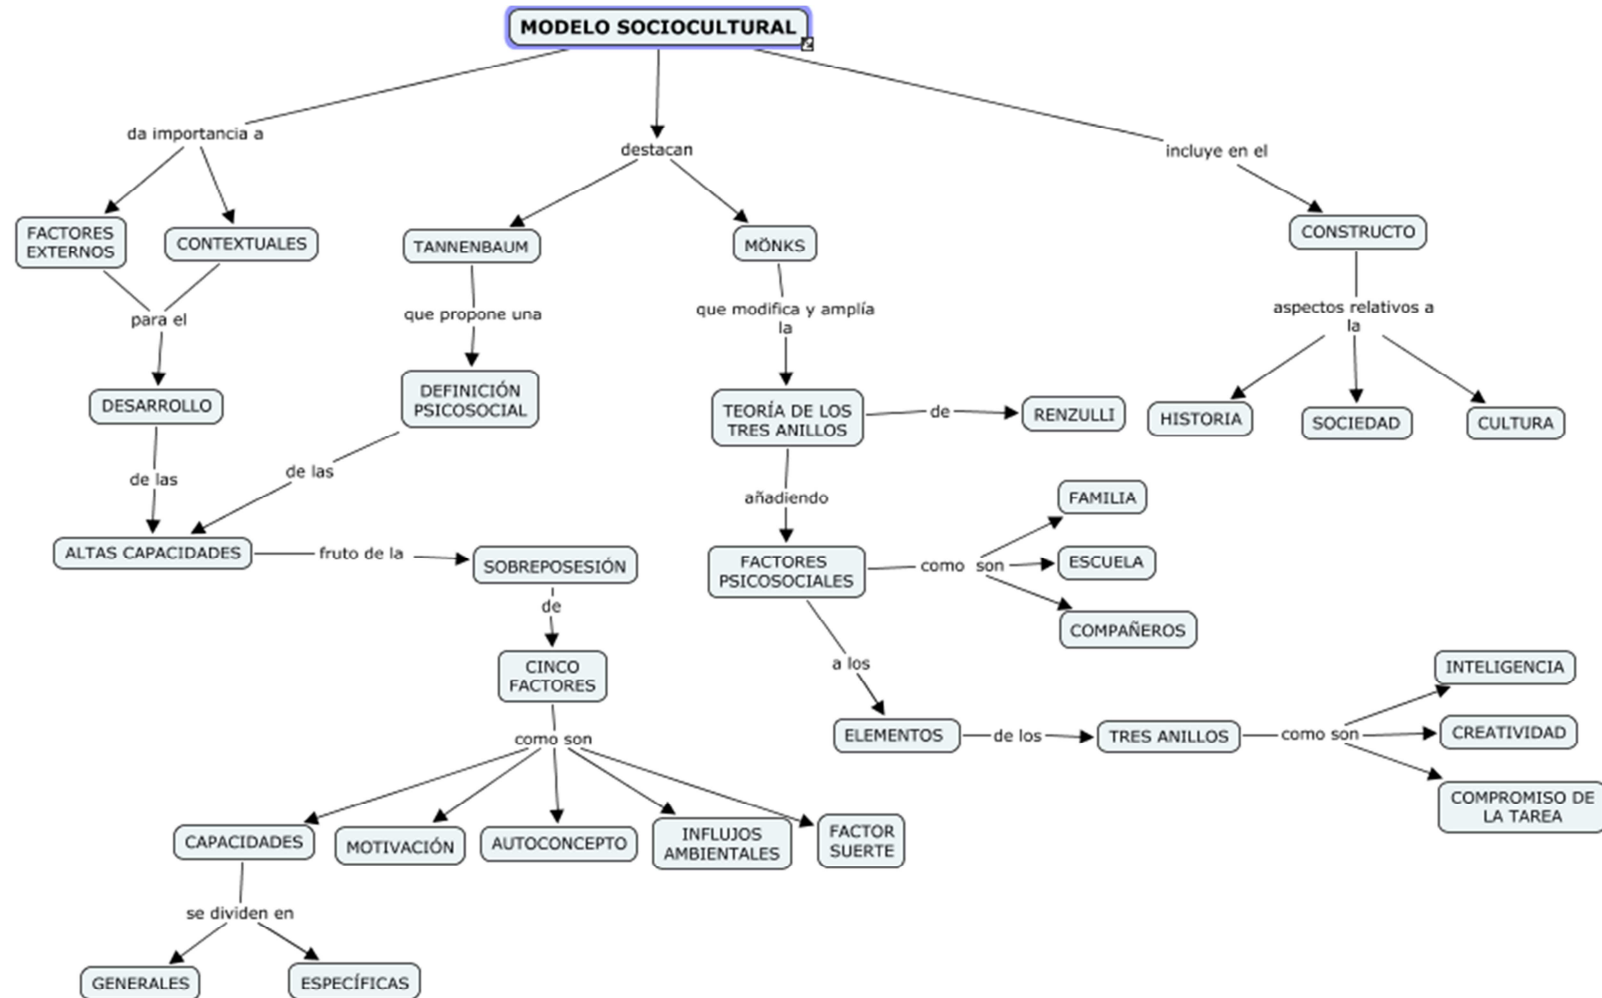 MODELO SOCIOCULTURAL
da importancia a
destacan
incluye en el
FACTORES
EXTERNOS
CONTEXTUALES
TANNENBAUM
MÖNKS
CONSTRUCTO
para el
que propone una
que modifica y amplía
la
aspectos relativos a
la
DESARROLLO
DEFINICIÓN
PSICOSOCIAL
TEORÍA DE LOS
TRES ANILLOS
de
RENZULLI
HISTORIA
SOCIEDAD
CULTURA
de las
de las
añadiendo
FAMILIA
ALTAS CAPACIDADES
fruto de la
SOBREPOSESIÓN
FACTORES
PSICOSOCIALES
como son
ESCUELA
COMPAÑEROS
de
CINCO
FACTORES
a los
INTELIGENCIA
como son
ELEMENTOS
de los
TRES ANILLOS
como son
CREATIVIDAD
COMPROMISO DE
LA TAREA
CAPACIDADES
MOTIVACIÓN
AUTOCONCEPTO
INFLUJOS
AMBIENTALES
FACTOR
SUERTE
se dividen en
GENERALES
ESPECÍFICAS